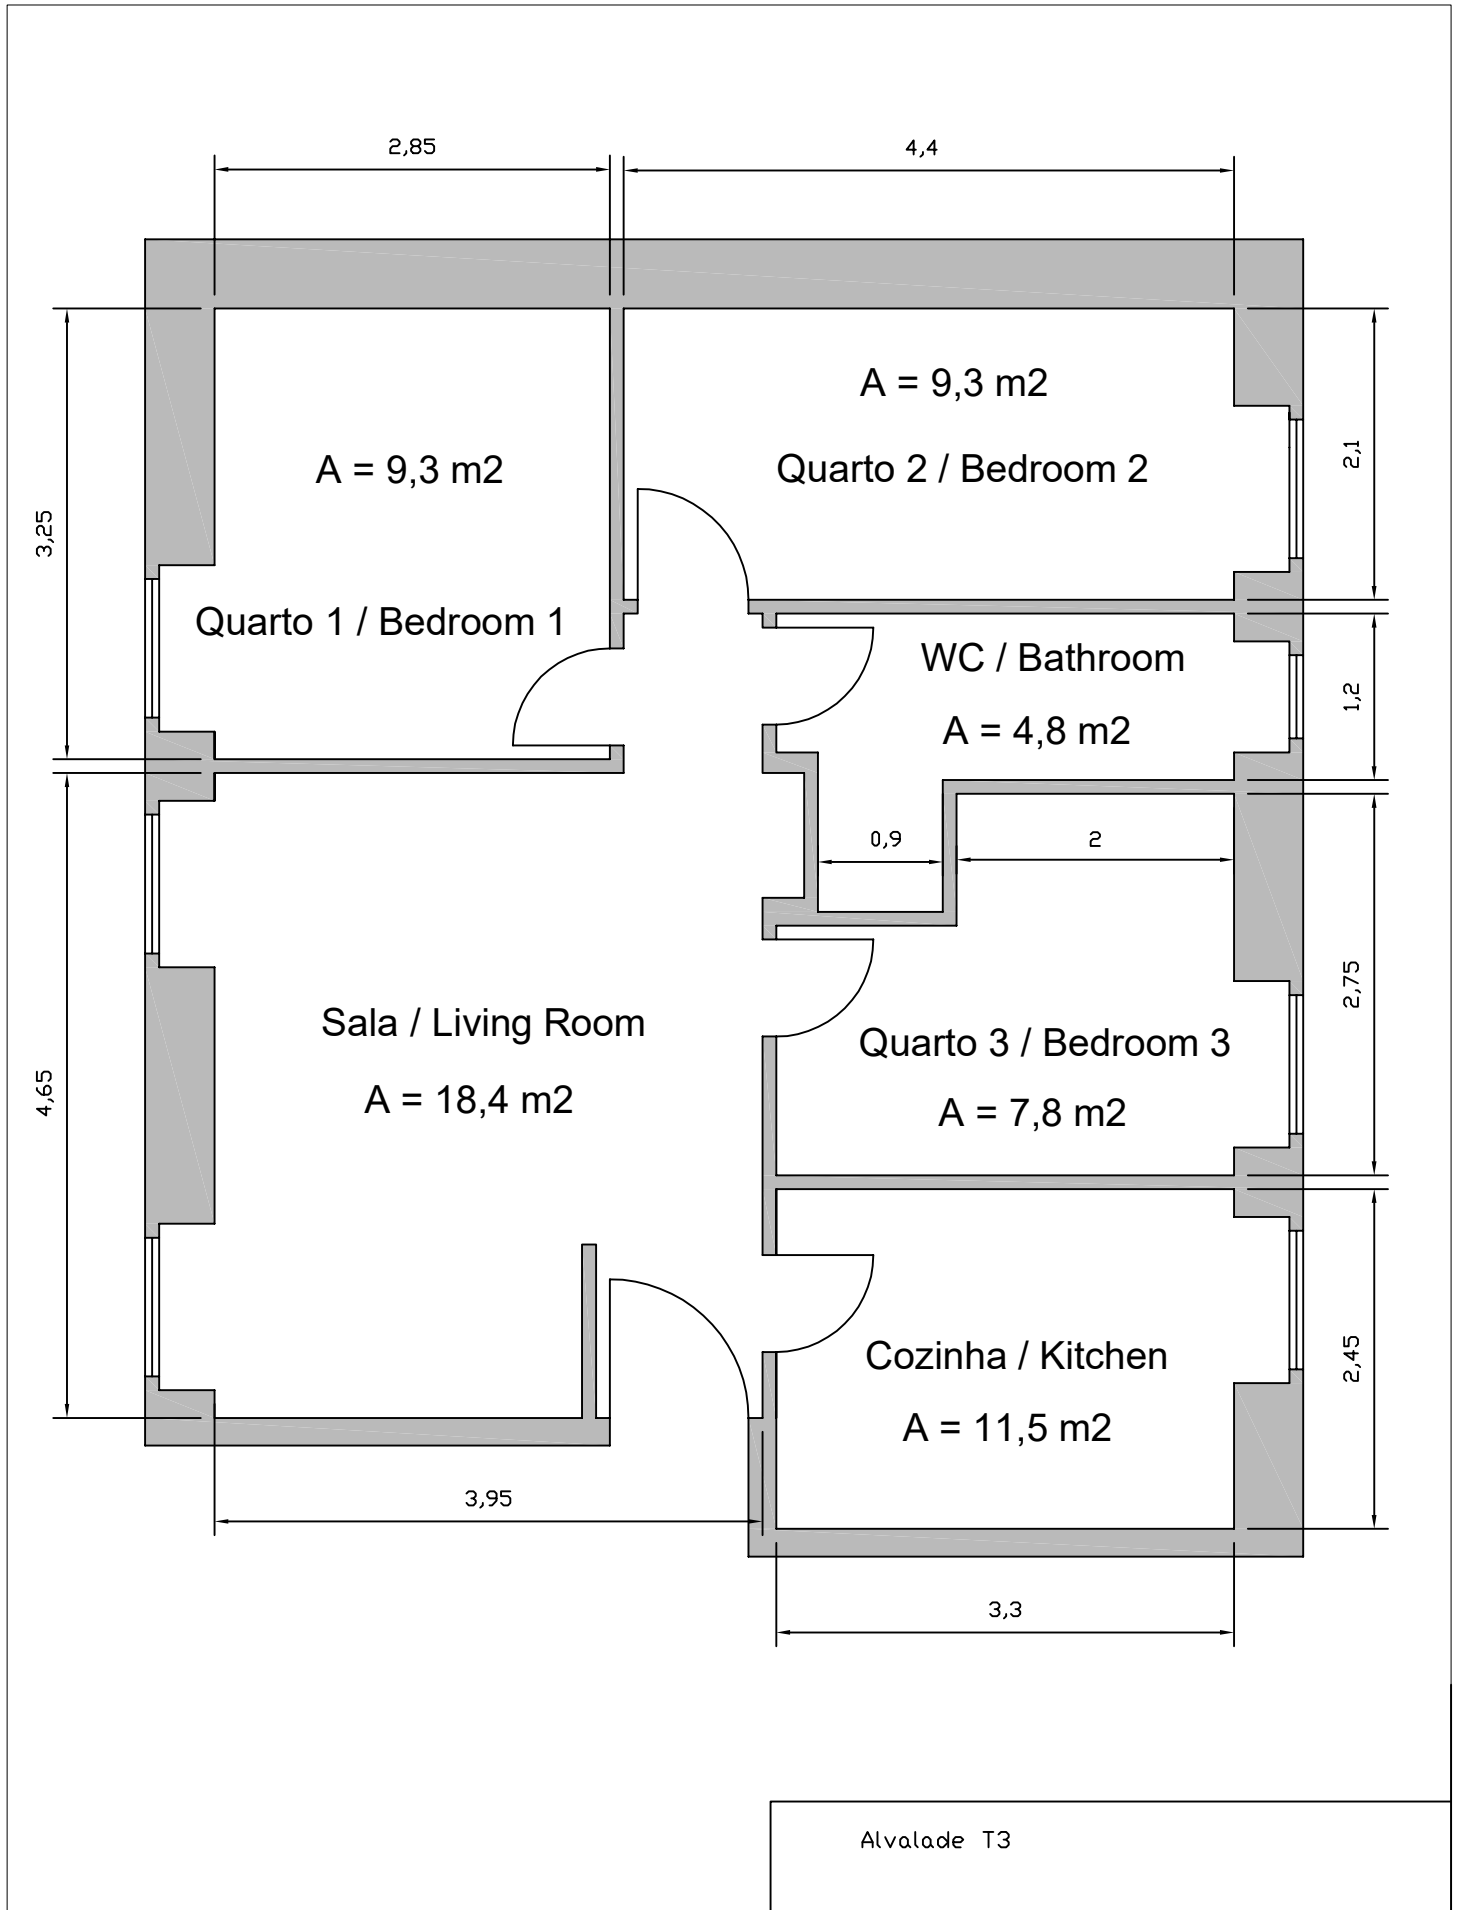 2,85
4,4
A = 9,3 m2
Quarto 2 / Bedroom 2
2,1
A = 9,3 m2
3,25
Quarto 1 / Bedroom 1
WC / Bathroom
1,2
A = 4,8 m2
0,9
2
2,75
Sala / Living Room
Quarto 3 / Bedroom 3
4,65
A = 18,4 m2
A = 7,8 m2
Cozinha / Kitchen
2,45
A = 11,5 m2
3,95
3,3
Alvalade T3